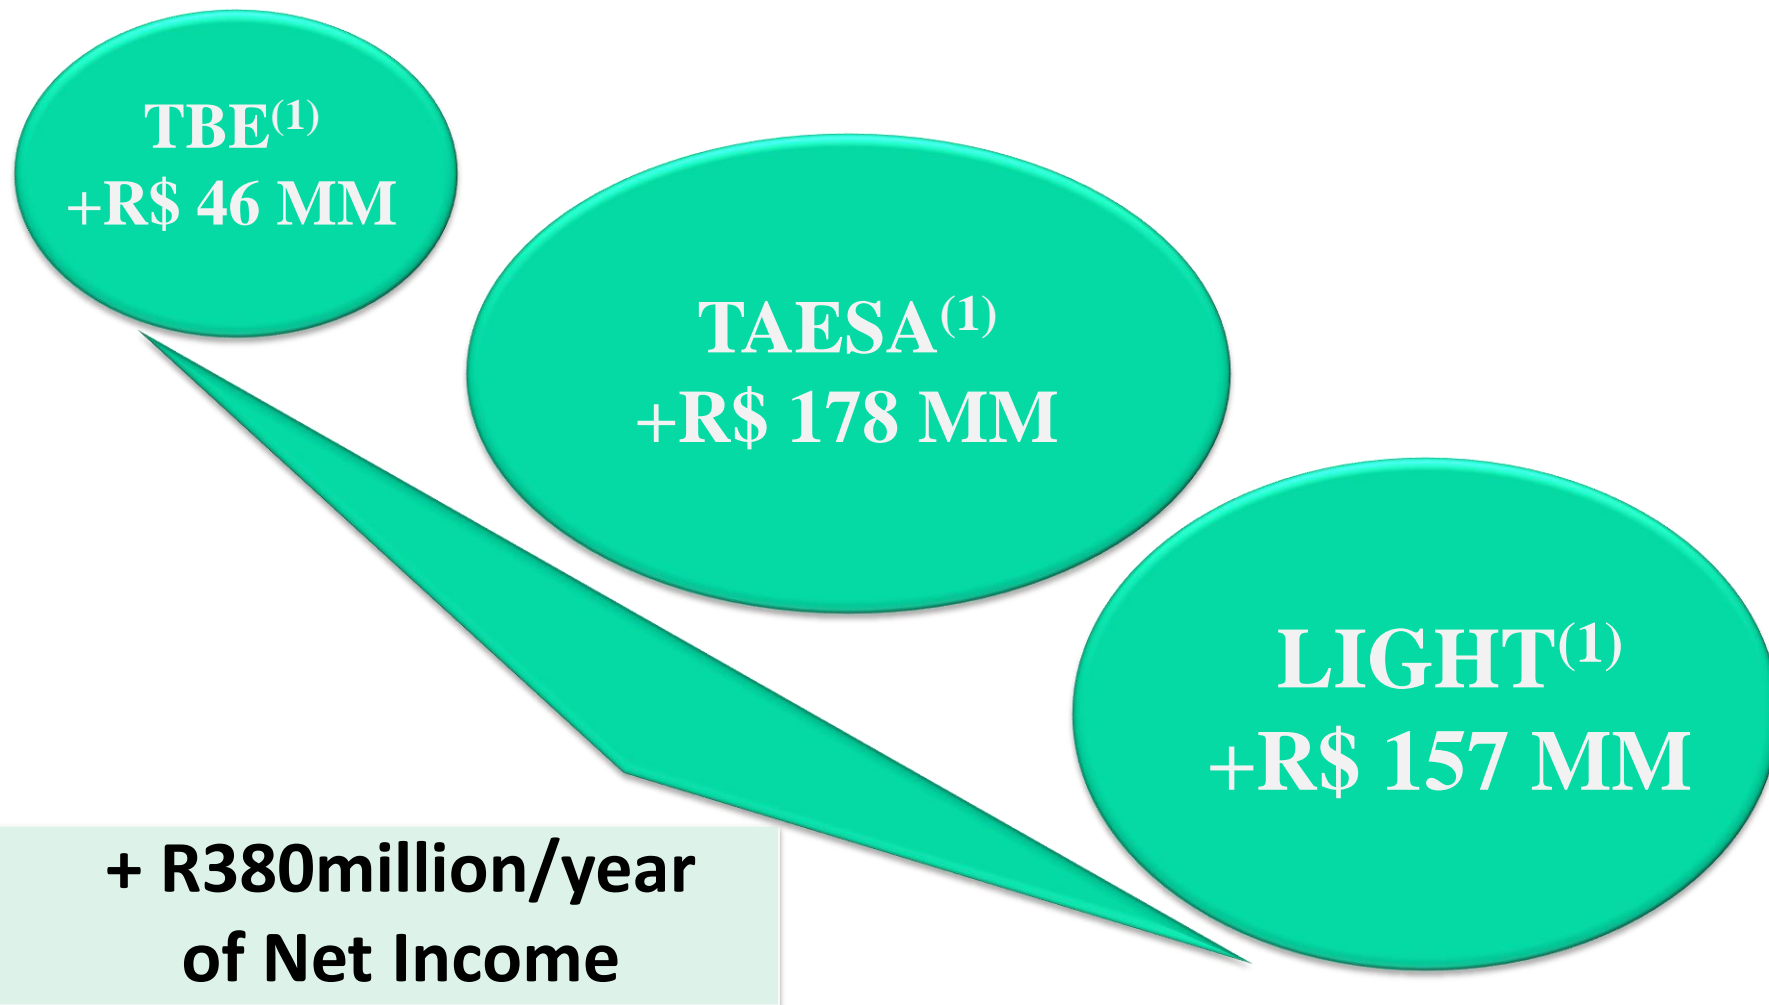 TBE(1)
+R$ 46 MM
TAESA(1)
+R$ 178 MM
LIGHT(1)
+R$ 157 MM
+ R380million/year
of Net Income